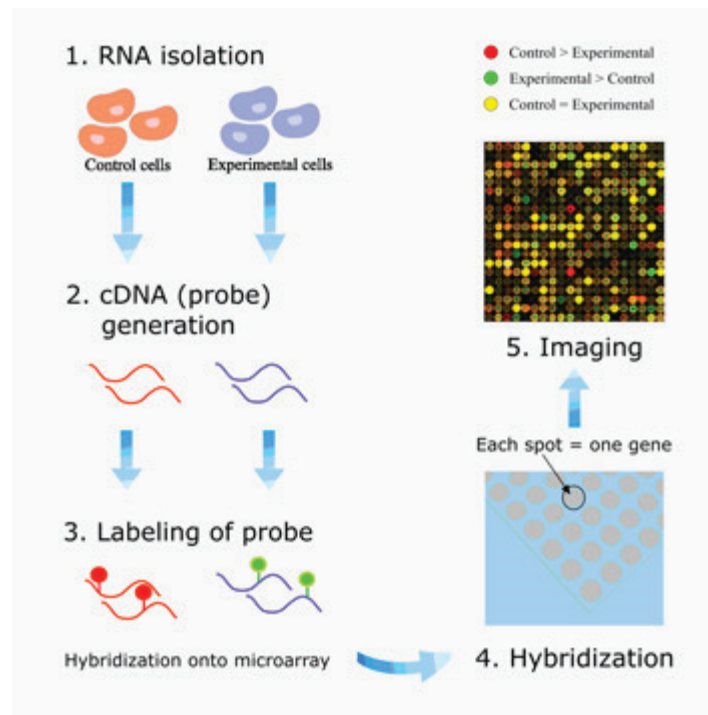 1. RNA isolation
Control cells
Experimental cells
2. cDNA (probe)
generation
3. Labeling of probe
Hybridization onto microarray
4. Hybridization
Each spot = one gene
5. Imaging
Control > Experimental
Experimental > Control
Control = Experimental